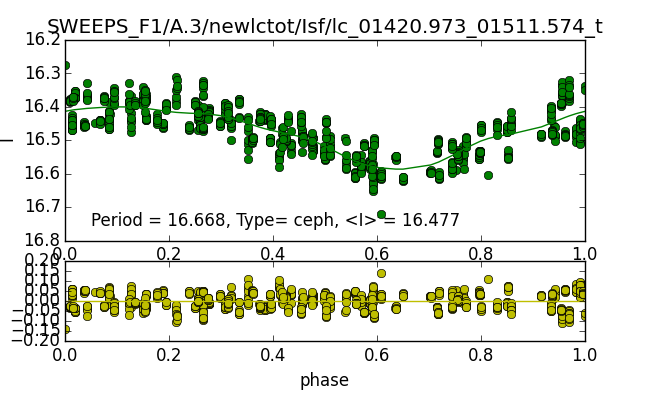 SWEEPS_F1/A.3/newlctot/Isf/lc_01420.973_01511.574_t
16.2
16.3
16.4
16.5
16.6
16.7
16.8
I
Period = 16.668, Type= ceph, <I> = 16.477
0.0 0.2 0.4 0.6 0.8 1.0
0.20
0.15
0.10
0.05
0.00
−0.05
−0.10
−0.15
−0.20
0.0 0.2 0.4 0.6 0.8 1.0
phase